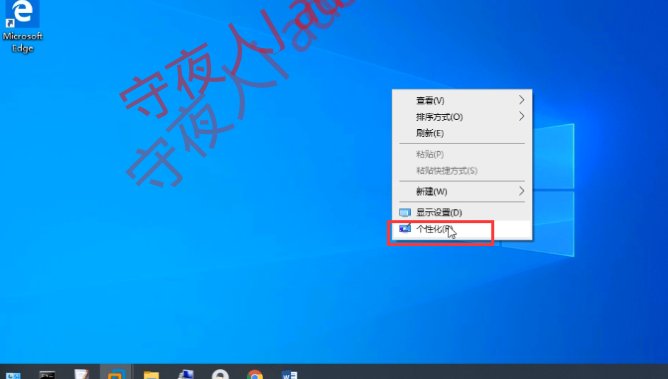 Microsoft
Edge
守夜人
守夜人
查看(V)
排序方式(O)
刷新(E)
粘贴(P)
粘贴快捷方式(S)
新建(W)
显示设置(D)
个性化(R)